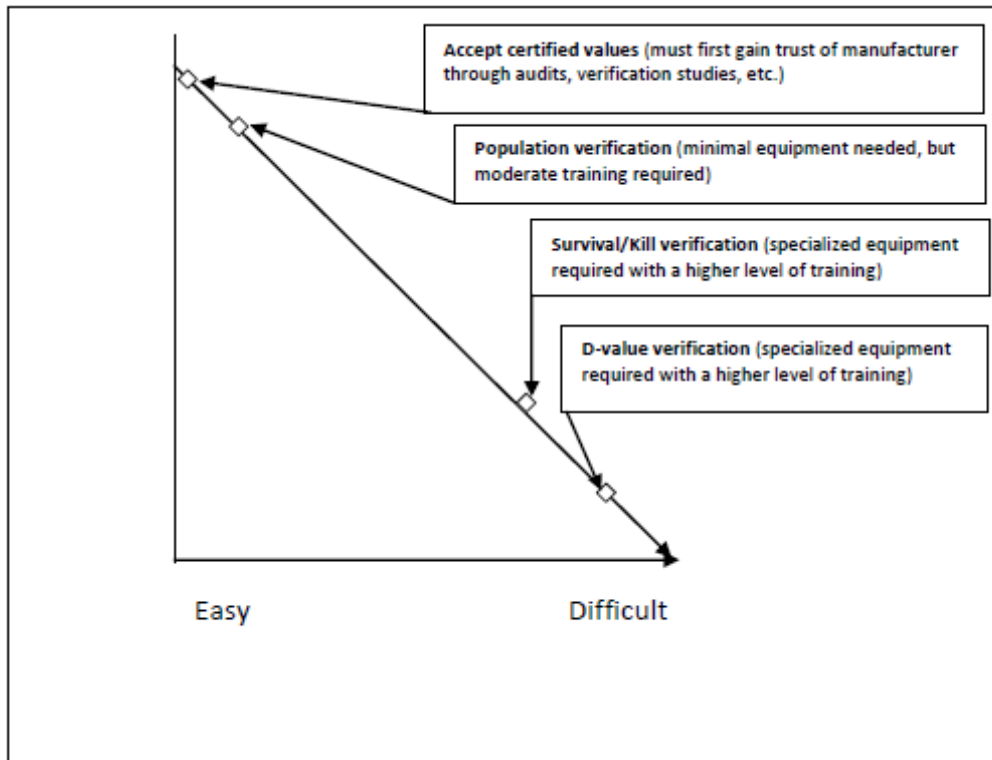 Accept certified values (must first gain trust of manufacturer
through audits, verification studies, etc.)
Population verification (minimal equipment needed, but
moderate training required)
Survival/Kill verification (specialized equipment
required with a higher level of training)
D-value verification (specialized equipment
required with a higher level of training)
Easy
Difficult